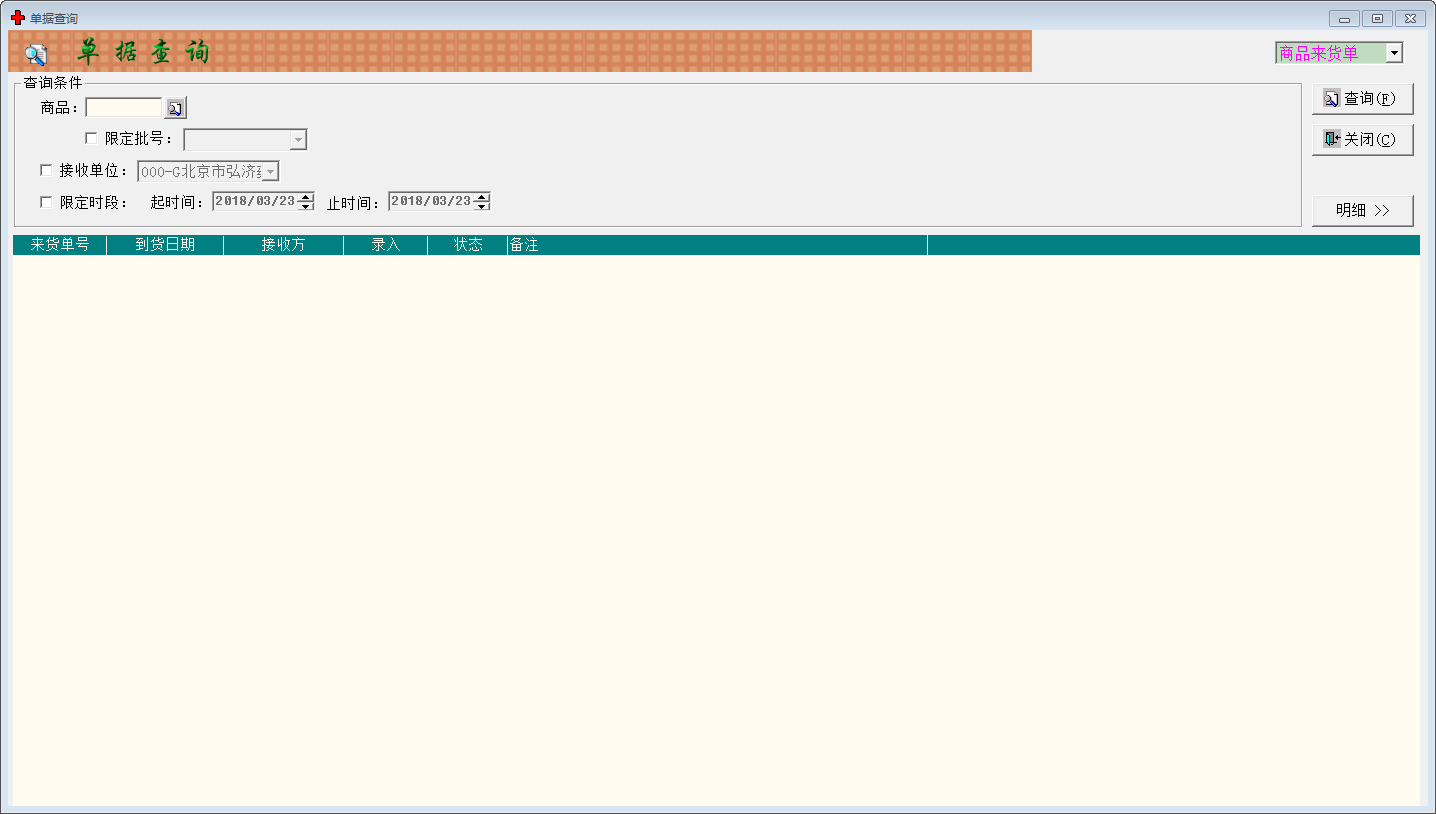 单据查询
单据查询
商品来货单
查询条件
商品：
查询(F)
限定批号：
关闭(C)
接收单位： 000-G北京市弘济
限定时段： 起时间： 2018/03/23 止时间： 2018/03/23
明细 >>
来货单号 到货日期 接收方 录入 状态 备注